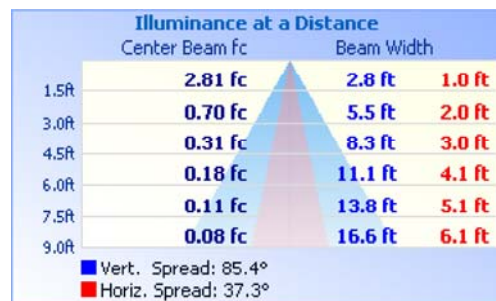 Illuminance at a Distance
Center Beam fc Beam Width
1.5ft 2.81 fc 2.8 ft 1.0 ft
3.0ft 0.70 fc 5.5 ft 2.0 ft
4.5ft 0.31 fc 8.3 ft 3.0 ft
6.0ft 0.18 fc 11.1 ft 4.1 ft
7.5ft 0.11 fc 13.8 ft 5.1 ft
9.0ft 0.08 fc 16.6 ft 6.1 ft
Vert. Spread: 85.4°
Horiz. Spread: 37.3°